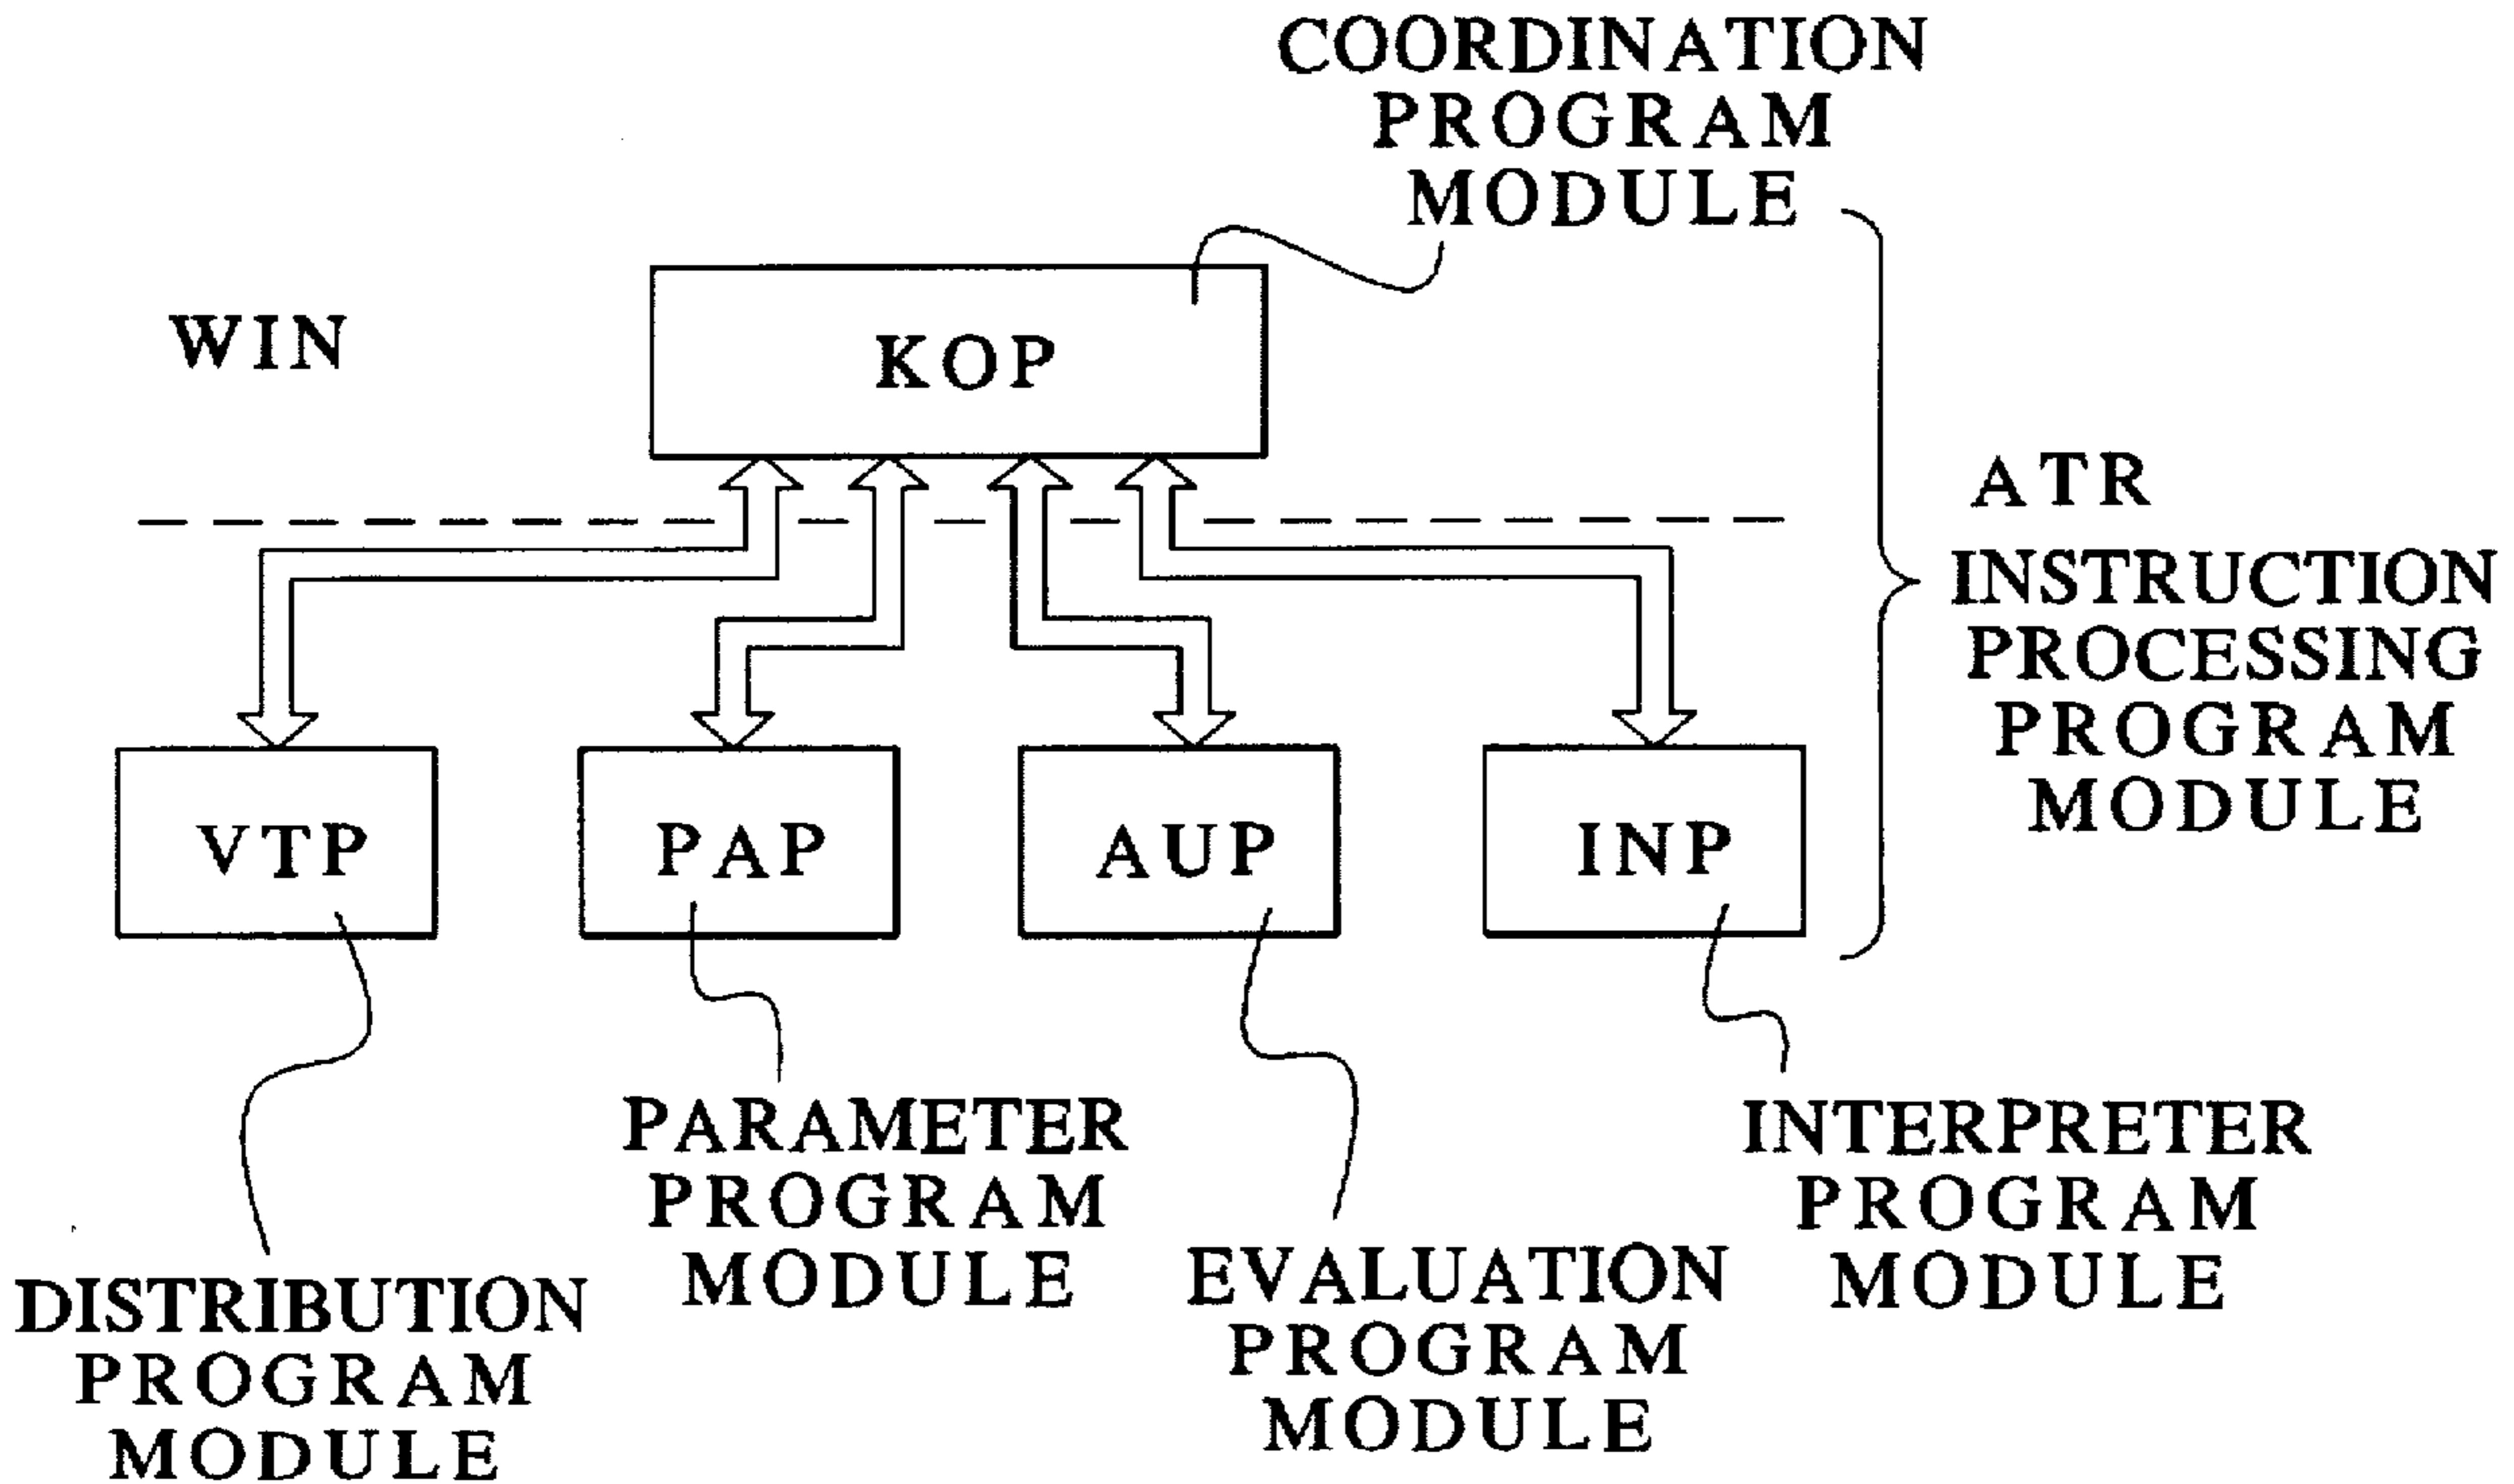 COORDINATION
PROGRAM
MODULE
WIN
KOP
ATR
INSTRUCTION
PROCESSING
PROGRAM
MODULE
VTP
PAP
AUP
INP
PARAMETER
PROGRAM
MODULE
INTERPRETER
PROGRAM
MODULE
EVALUATION
PROGRAM
MODULE
DISTRIBUTION
PROGRAM
MODULE